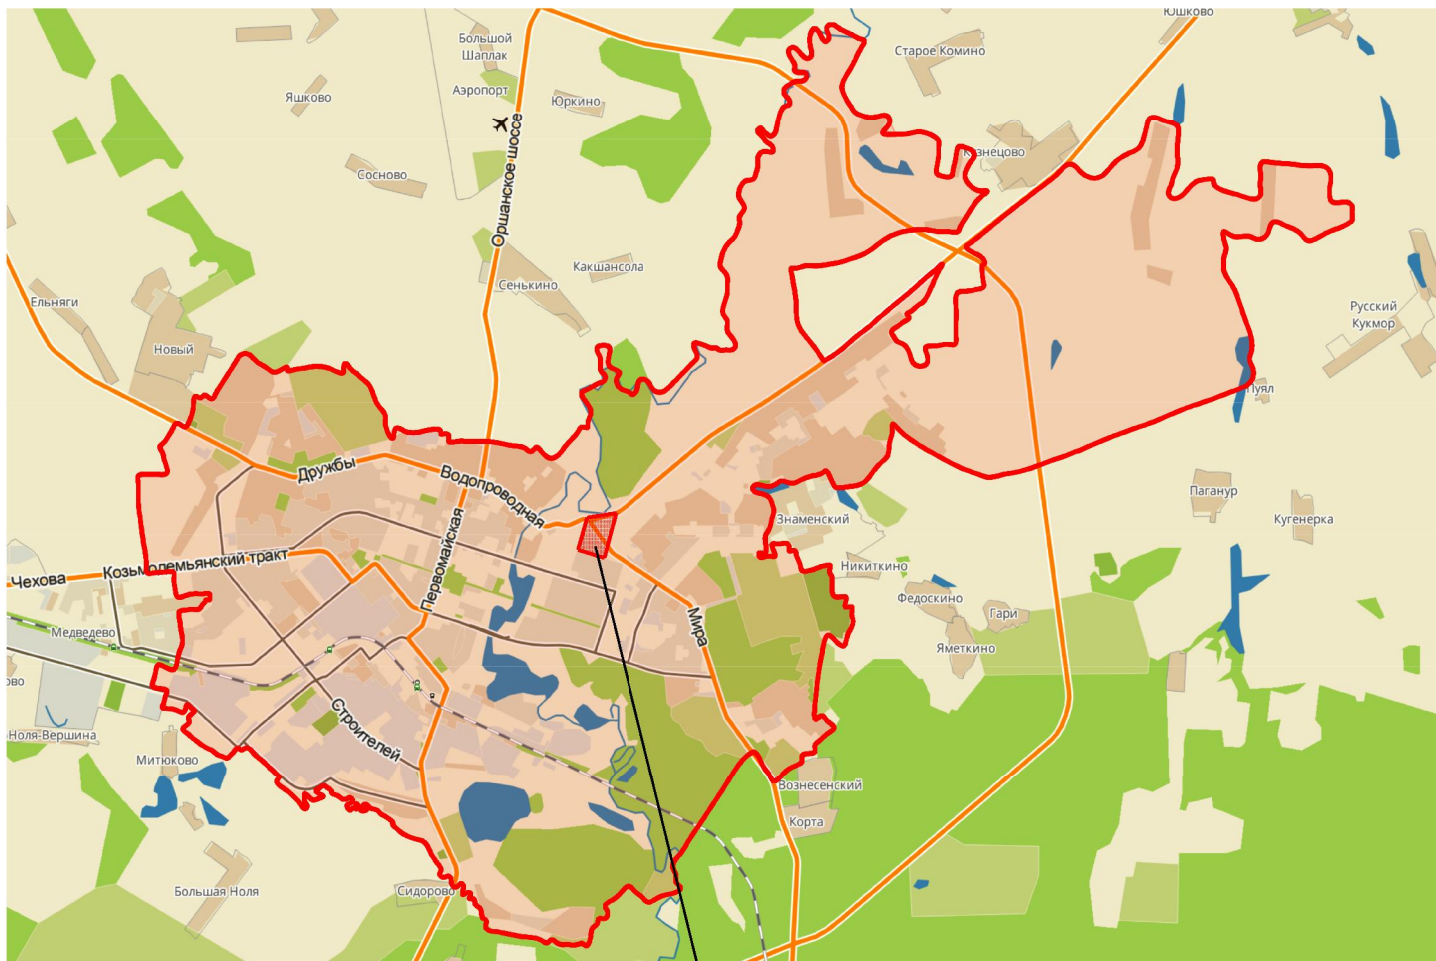 Юшково
Большой
Шаплак
Старое Комино
Аэропорт
Яшково
Юркино
Оршанское шоссе
Кузнецово
Сосново
Какшансола
Сенькино
Ельняги
Русский
Кукмор
Новый
Пуял
Дружбы
Водопроводная
Паганур
Знаменский
Кугенерка
Первомайская
Козьмодемьянский тракт
Чехова
Никиткино
Федоскино
Гари
Медведево
Мира
Яметкино
ово
Строителей
Ноля-Вершина
Митюково
Вознесенский
Корта
Большая Ноля
Сидорово